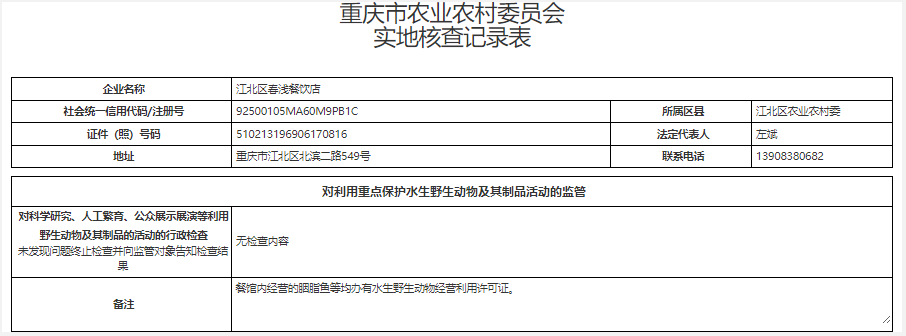 重庆市农业农村委员会
实地核查记录表
企业名称 江北区春浅餐饮店
社会统一信用代码/注册号 92500105MA60M9PB1C 所属区县 江北区农业农村委
证件（照）号码 510213196906170816 法定代表人 左斌
地址 重庆市江北区北滨二路549号 联系电话 13908380682
对利用重点保护水生野生动物及其制品活动的监管
对科学研究、人工繁育、公众展示展演等利用
野生动物及其制品的活动的行政检查
未发现问题终止检查并向监管对象告知检查结
果
无检查内容
备注 餐馆内经营的胭脂鱼等均办有水生野生动物经营利用许可证。